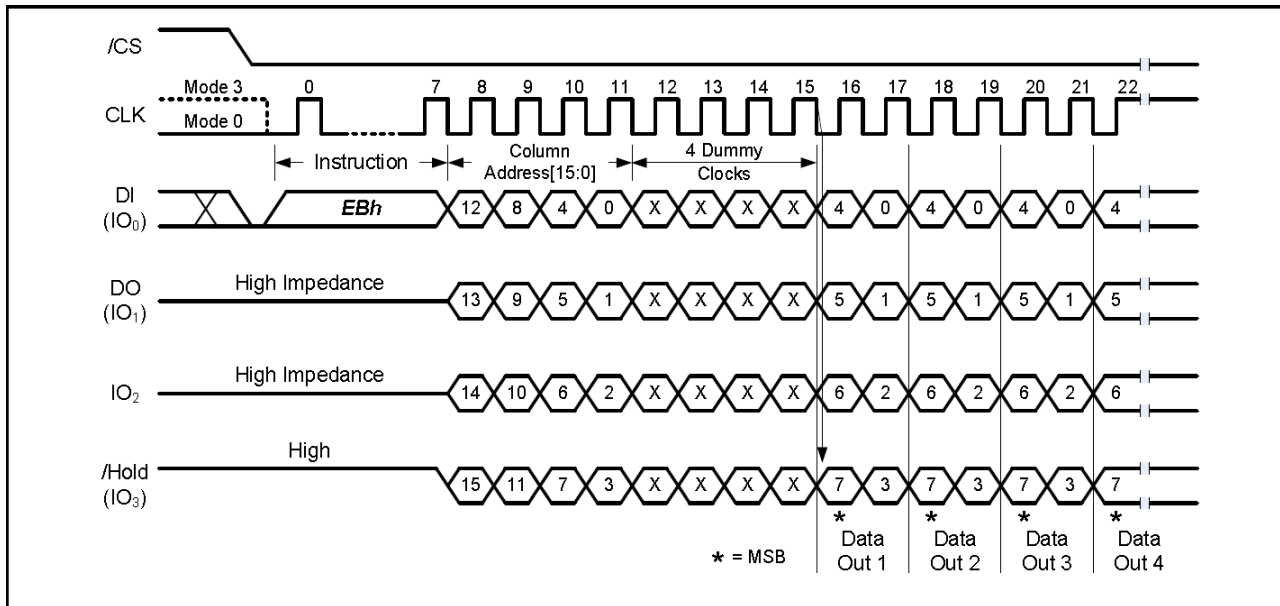 /CS
Mode 3 0 7 8 9 10 11 12 13 14 15 16 17 18 19 20 21 22
CLK
Mode 0
Instruction
Column
Address[15:0]
4 Dummy
Clocks
DI
(IO₀)
EBh 12 8 4 0 X X X X 4 0 4 0 4 0 4
High Impedance
DO
(IO₁)
13 9 5 1 X X X X 5 1 5 1 5 1 5
High Impedance
IO₂
14 10 6 2 X X X X 6 2 6 2 6 2 6
High
/Hold
(IO₃)
15 11 7 3 X X X X 7 3 7 3 7 3 7
* * * *
* = MSB
Data
Out 1
Data
Out 2
Data
Out 3
Data
Out 4